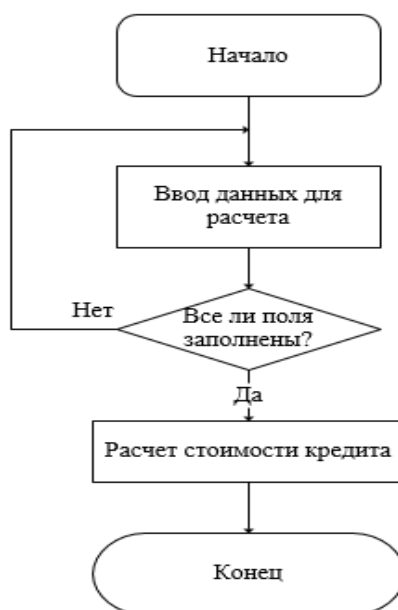 Начало
Ввод данных для
расчета
Нет
Все ли поля
заполнены?
Да
Расчет стоимости кредита
Конец